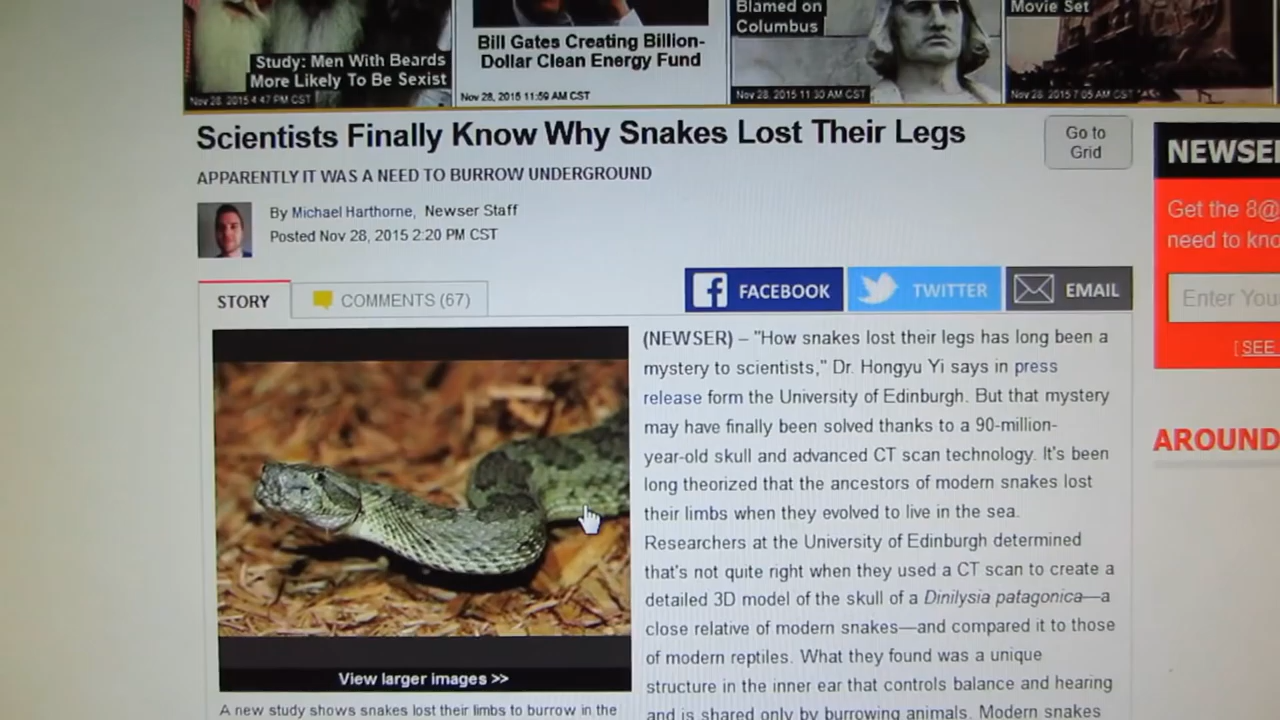 Study: Men With Beards
More Likely To Be Sexist
Nov 28, 2015 4:47 PM CST
Bill Gates Creating Billion-
Dollar Clean Energy Fund
Nov 28, 2015 11:59 AM CST
Blamed on
Columbus
Nov 28, 2015 11:30 AM CST
Movie Set
Nov 28, 2015 7:05 AM CST
Scientists Finally Know Why Snakes Lost Their Legs
Go to
Grid
APPARENTLY IT WAS A NEED TO BURROW UNDERGROUND
By Michael Harthorne, Newser Staff
Posted Nov 28, 2015 2:20 PM CST
STORY
COMMENTS (67)
FACEBOOK
TWITTER
EMAIL
(NEWSER) – "How snakes lost their legs has long been a
mystery to scientists," Dr. Hongyu Yi says in press
release form the University of Edinburgh. But that mystery
may have finally been solved thanks to a 90-million-
year-old skull and advanced CT scan technology. It's been
long theorized that the ancestors of modern snakes lost
their limbs when they evolved to live in the sea.
Researchers at the University of Edinburgh determined
that's not quite right when they used a CT scan to create a
detailed 3D model of the skull of a Dinilysia patagonica—a
close relative of modern snakes—and compared it to those
of modern reptiles. What they found was a unique
structure in the inner ear that controls balance and hearing
and is shared only by burrowing animals. Modern snakes
View larger images >>
A new study shows snakes lost their limbs to burrow in the
NEWSE
Get the 8@
need to kno
Enter You
[ SEE
AROUND